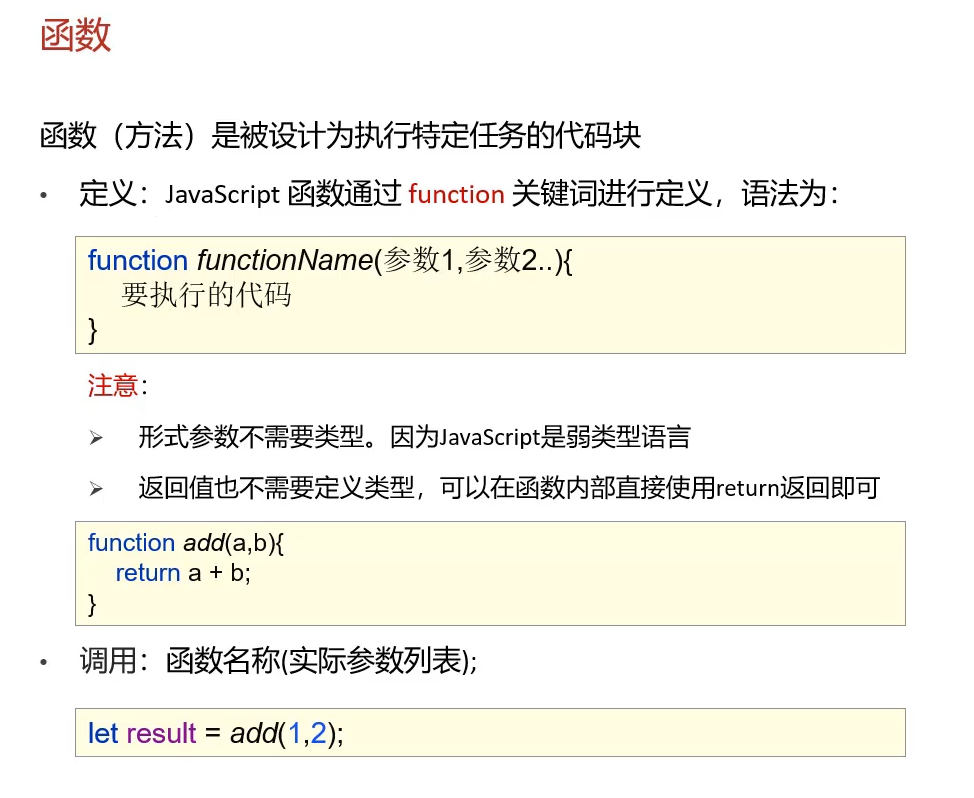 函数
函数（方法）是被设计为执行特定任务的代码块
• 定义：JavaScript 函数通过 function 关键词进行定义，语法为：
function functionName(参数1,参数2..){
要执行的代码
}
注意：
➢ 形式参数不需要类型。因为JavaScript是弱类型语言
➢ 返回值也不需要定义类型，可以在函数内部直接使用return返回即可
function add(a,b){
return a + b;
}
• 调用：函数名称(实际参数列表);
let result = add(1,2);